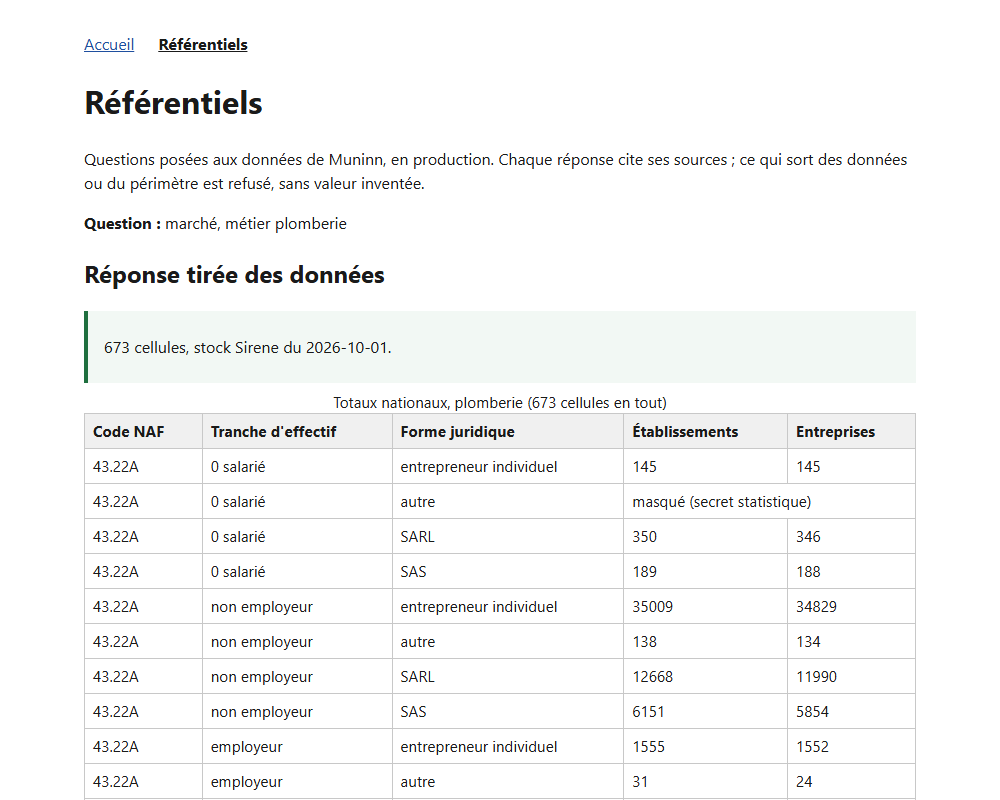 Accueil Référentiels
Référentiels
Questions posées aux données de Muninn, en production. Chaque réponse cite ses sources ; ce qui sort des données
ou du périmètre est refusé, sans valeur inventée.
Question : marché, métier plomberie
Réponse tirée des données
673 cellules, stock Sirene du 2026-10-01.
Totaux nationaux, plomberie (673 cellules en tout)
Code NAF Tranche d'effectif Forme juridique Établissements Entreprises
43.22A 0 salarié entrepreneur individuel 145 145
43.22A 0 salarié autre masqué (secret statistique)
43.22A 0 salarié SARL 350 346
43.22A 0 salarié SAS 189 188
43.22A non employeur entrepreneur individuel 35009 34829
43.22A non employeur autre 138 134
43.22A non employeur SARL 12668 11990
43.22A non employeur SAS 6151 5854
43.22A employeur entrepreneur individuel 1555 1552
43.22A employeur autre 31 24